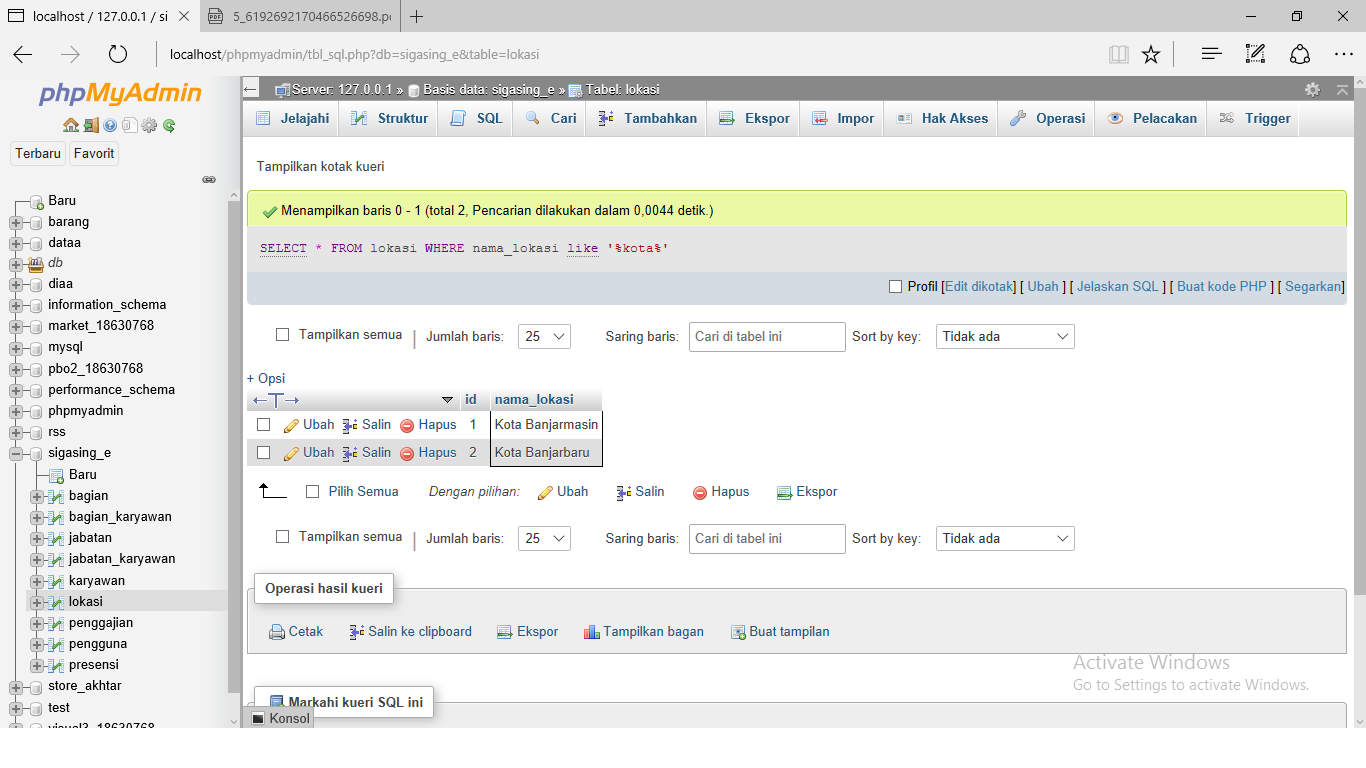 localhost / 127.0.0.1 / si
5_6192692170466526698.p
localhost/phpmyadmin/tbl_sql.php?db=sigasing_e&table=lokasi
phpMyAdmin
Terbaru Favorit
Baru
barang
dataa
db
diaa
information_schema
market_18630768
mysql
pbo2_18630768
performance_schema
phpmyadmin
rss
sigasing_e
Baru
bagian
bagian_karyawan
jabatan
jabatan_karyawan
karyawan
lokasi
penggajian
pengguna
presensi
store_akhtar
test
visual3_18630768
Server: 127.0.0.1 » Basis data: sigasing_e » Tabel: lokasi
Jelajahi Struktur SQL Cari Tambahkan Ekspor Impor Hak Akses Operasi Pelacakan Trigger
Tampilkan kotak kueri
Menampilkan baris 0 - 1 (total 2, Pencarian dilakukan dalam 0,0044 detik.)
SELECT * FROM lokasi WHERE nama_lokasi like '%kota%'
Profil [Edit dikotak] [ Ubah ] [ Jelaskan SQL ] [ Buat kode PHP ] [ Segarkan]
Tampilkan semua | Jumlah baris: 25 Saring baris: Cari di tabel ini Sort by key: Tidak ada
+ Opsi
←T→ id nama_lokasi
Ubah Salin Hapus 1 Kota Banjarmasin
Ubah Salin Hapus 2 Kota Banjarbaru
Pilih Semua Dengan pilihan: Ubah Salin Hapus Ekspor
Tampilkan semua | Jumlah baris: 25 Saring baris: Cari di tabel ini Sort by key: Tidak ada
Operasi hasil kueri
Cetak Salin ke clipboard Ekspor Tampilkan bagan Buat tampilan
Activate Windows
Go to Settings to activate Windows.
Markahi kueri SQL ini
Konsol